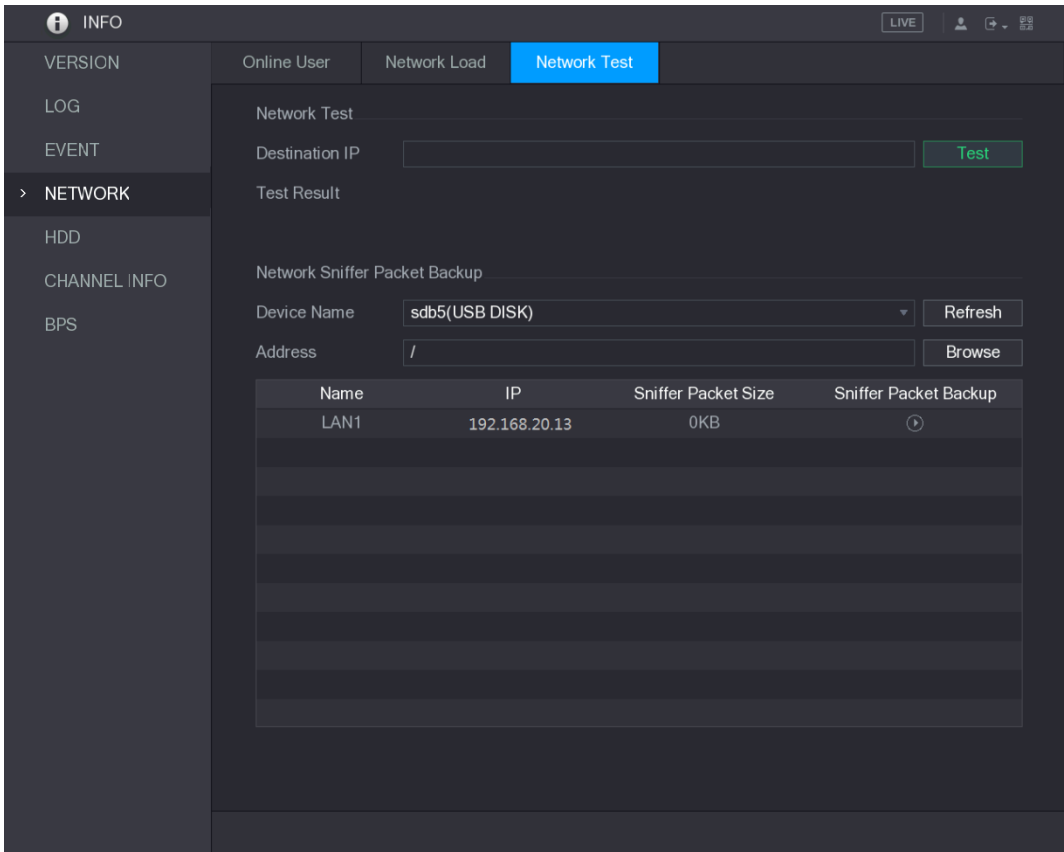 INFO LIVE
VERSION
LOG
EVENT
NETWORK
HDD
CHANNEL INFO
BPS
Online User Network Load Network Test
Network Test
Destination IP Test
Test Result
Network Sniffer Packet Backup
Device Name sdb5(USB DISK) Refresh
Address / Browse
Name IP Sniffer Packet Size Sniffer Packet Backup
LAN1 192.168.20.13 0KB